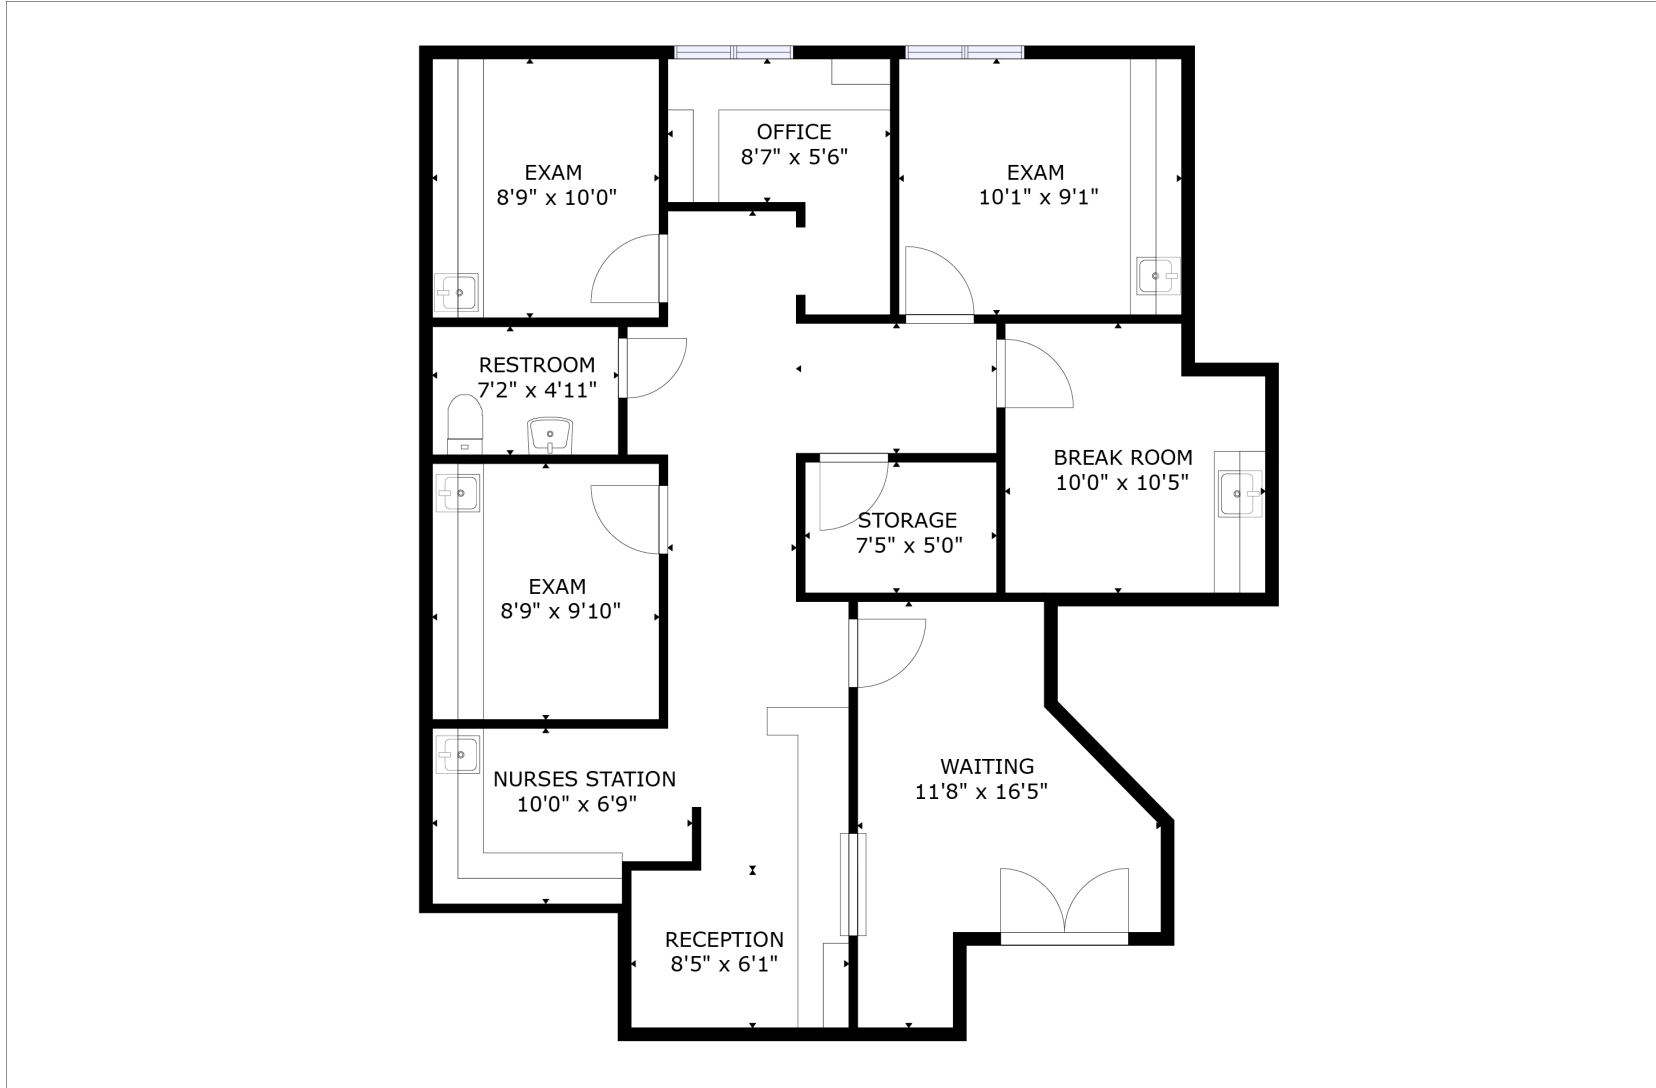 OFFICE
8'7" x 5'6"
EXAM
8'9" x 10'0"
EXAM
10'1" x 9'1"
RESTROOM
7'2" x 4'11"
BREAK ROOM
10'0" x 10'5"
STORAGE
7'5" x 5'0"
EXAM
8'9" x 9'10"
WAITING
11'8" x 16'5"
NURSES STATION
10'0" x 6'9"
RECEPTION
8'5" x 6'1"